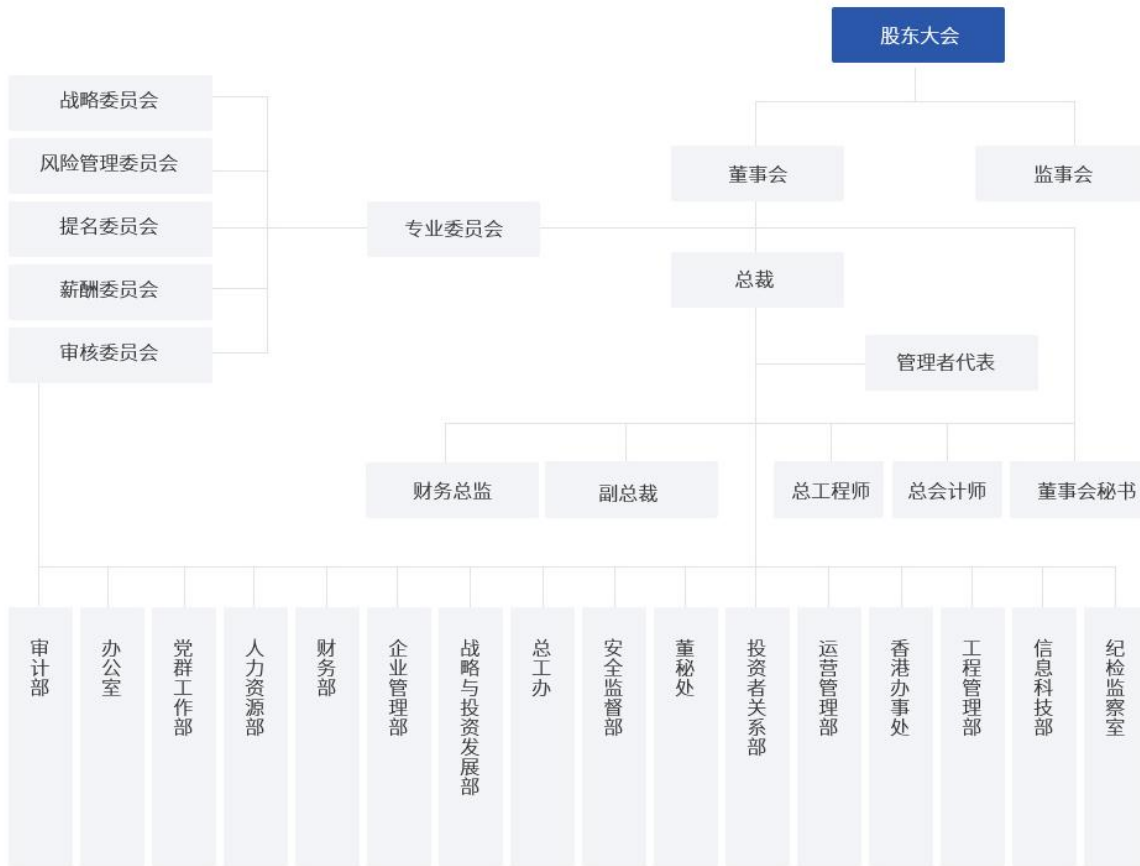 股东大会
战略委员会
风险管理委员会
董事会
监事会
提名委员会
专业委员会
总裁
薪酬委员会
审核委员会
管理者代表
财务总监
副总裁
总工程师
总会计师
董事会秘书
审计部
办公室
党群工作部
人力资源部
财务部
企业管理部
战略与投资发展部
总工办
安全监督部
董秘处
投资者关系部
运营管理部
香港办事处
工程管理部
信息科技部
纪检监察室